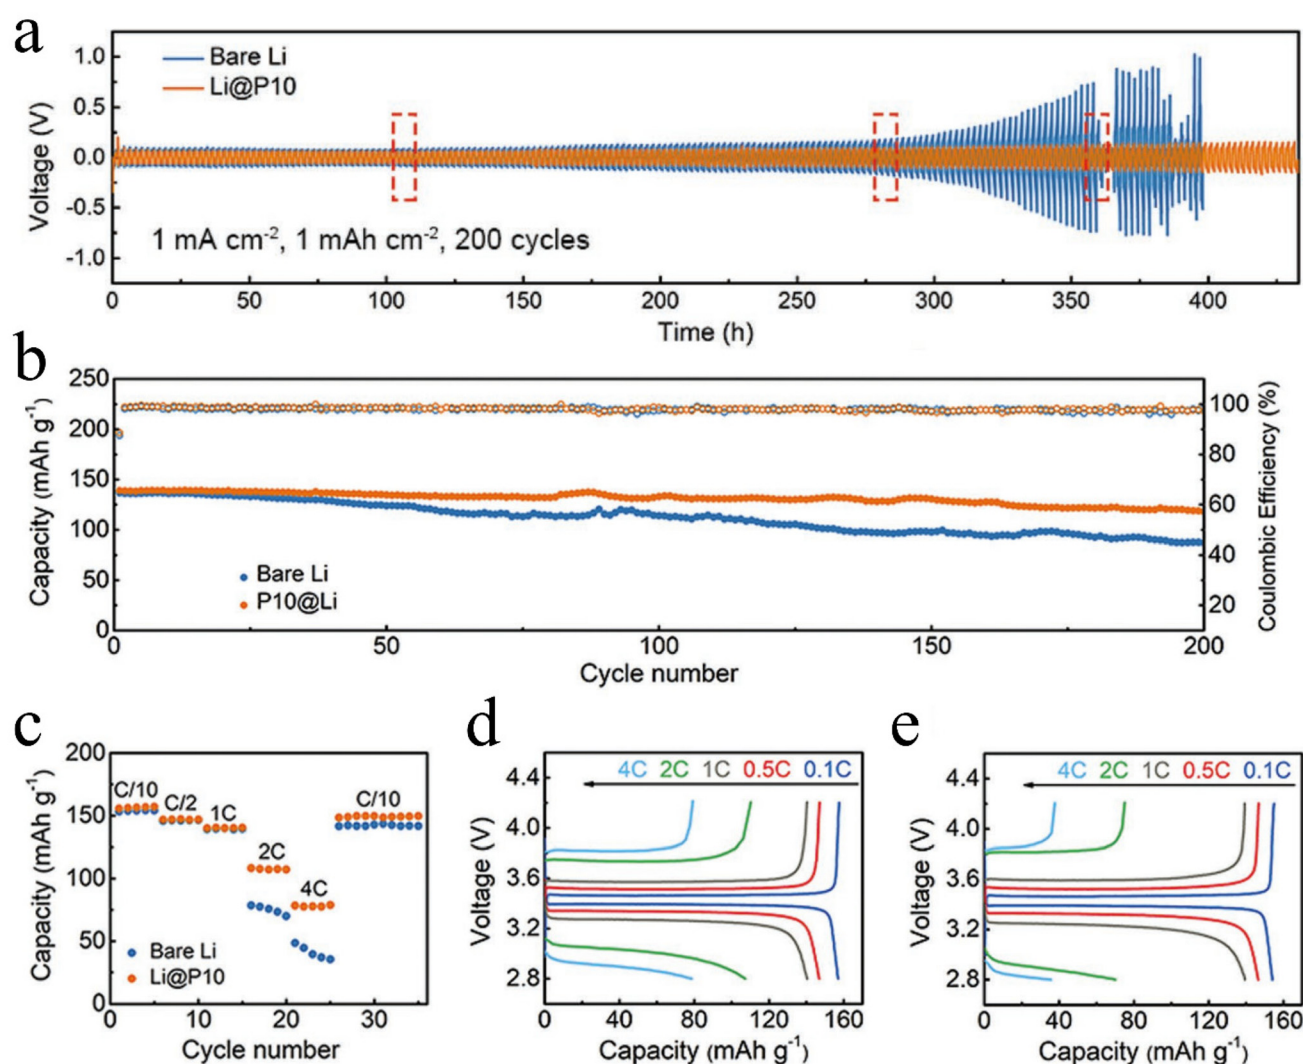 a
Bare Li
Li@P10
1.0
0.5
0.0
-0.5
-1.0
Voltage (V)
1 mA cm⁻², 1 mAh cm⁻², 200 cycles
0 50 100 150 200 250 300 350 400
Time (h)
b
250
200
150
100
50
0
Capacity (mAh g⁻¹)
100
80
60
40
20
Coulombic Efficiency (%)
Bare Li
P10@Li
0 50 100 150 200
Cycle number
c
200
150
100
50
0
Capacity (mAh g⁻¹)
C/10 C/2 1C 2C 4C C/10
Bare Li
Li@P10
0 10 20 30
Cycle number
d
4.4
4.0
3.6
3.2
2.8
Voltage (V)
4C 2C 1C 0.5C 0.1C
0 40 80 120 160
Capacity (mAh g⁻¹)
e
4.4
4.0
3.6
3.2
2.8
Voltage (V)
4C 2C 1C 0.5C 0.1C
0 40 80 120 160
Capacity (mAh g⁻¹)